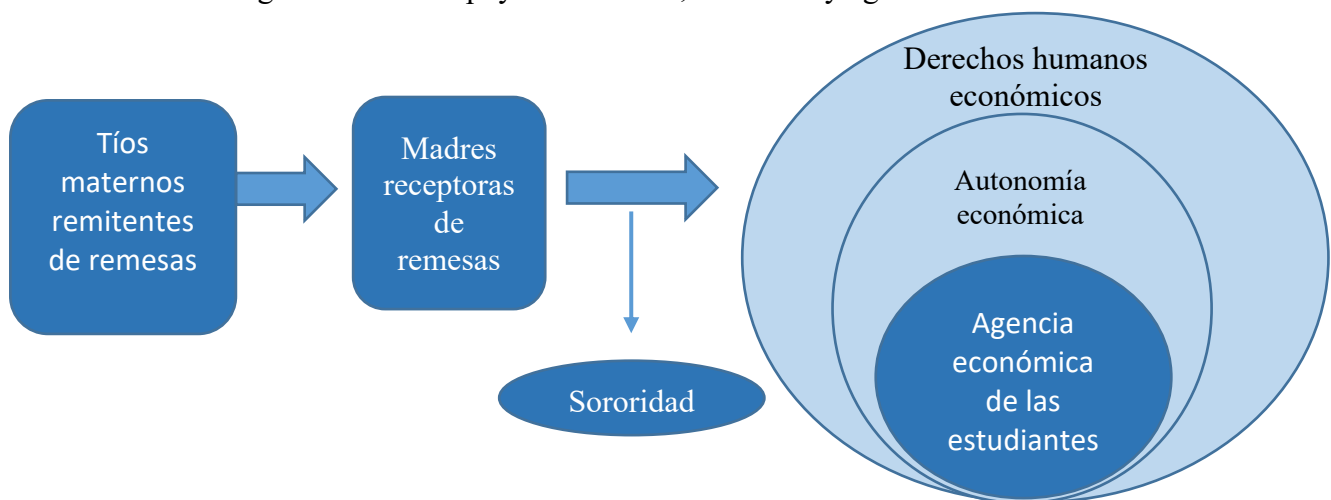 Tíos
maternos
remitentes
de remesas
Madres
receptoras
de
remesas
Sororidad
Derechos humanos
económicos
Autonomía
económica
Agencia
económica
de las
estudiantes